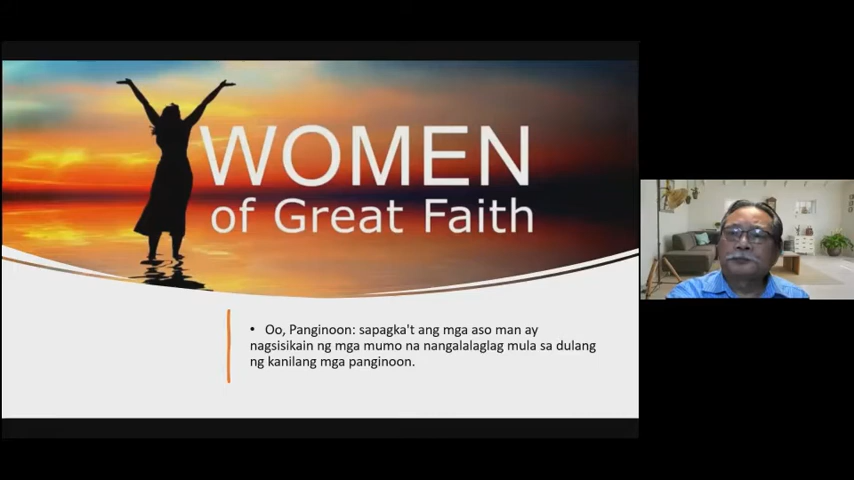 WOMEN
of Great Faith
• Oo, Panginoon: sapagka't ang mga aso man ay
nagsisikain ng mga mumo na nangalalaglag mula sa dulang
ng kanilang mga panginoon.